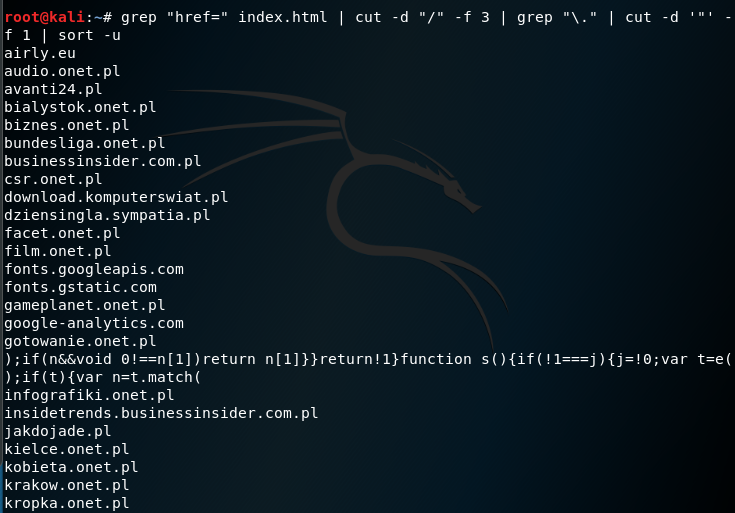 root@kali:~# grep "href=" index.html | cut -d "/" -f 3 | grep "\." | cut -d '"' -
f 1 | sort -u
airly.eu
audio.onet.pl
avanti24.pl
bialystok.onet.pl
biznes.onet.pl
bundesliga.onet.pl
businessinsider.com.pl
csr.onet.pl
download.komputerswiat.pl
dziensingla.sympatia.pl
facet.onet.pl
film.onet.pl
fonts.googleapis.com
fonts.gstatic.com
gameplanet.onet.pl
google-analytics.com
gotowanie.onet.pl
);if(n&&void 0!==n[1])return n[1]}}return!1}function s(){if(!1===j){j=!0;var t=e(
);if(t){var n=t.match(
infografiki.onet.pl
insidetrends.businessinsider.com.pl
jakdojade.pl
kielce.onet.pl
kobieta.onet.pl
krakow.onet.pl
kropka.onet.pl